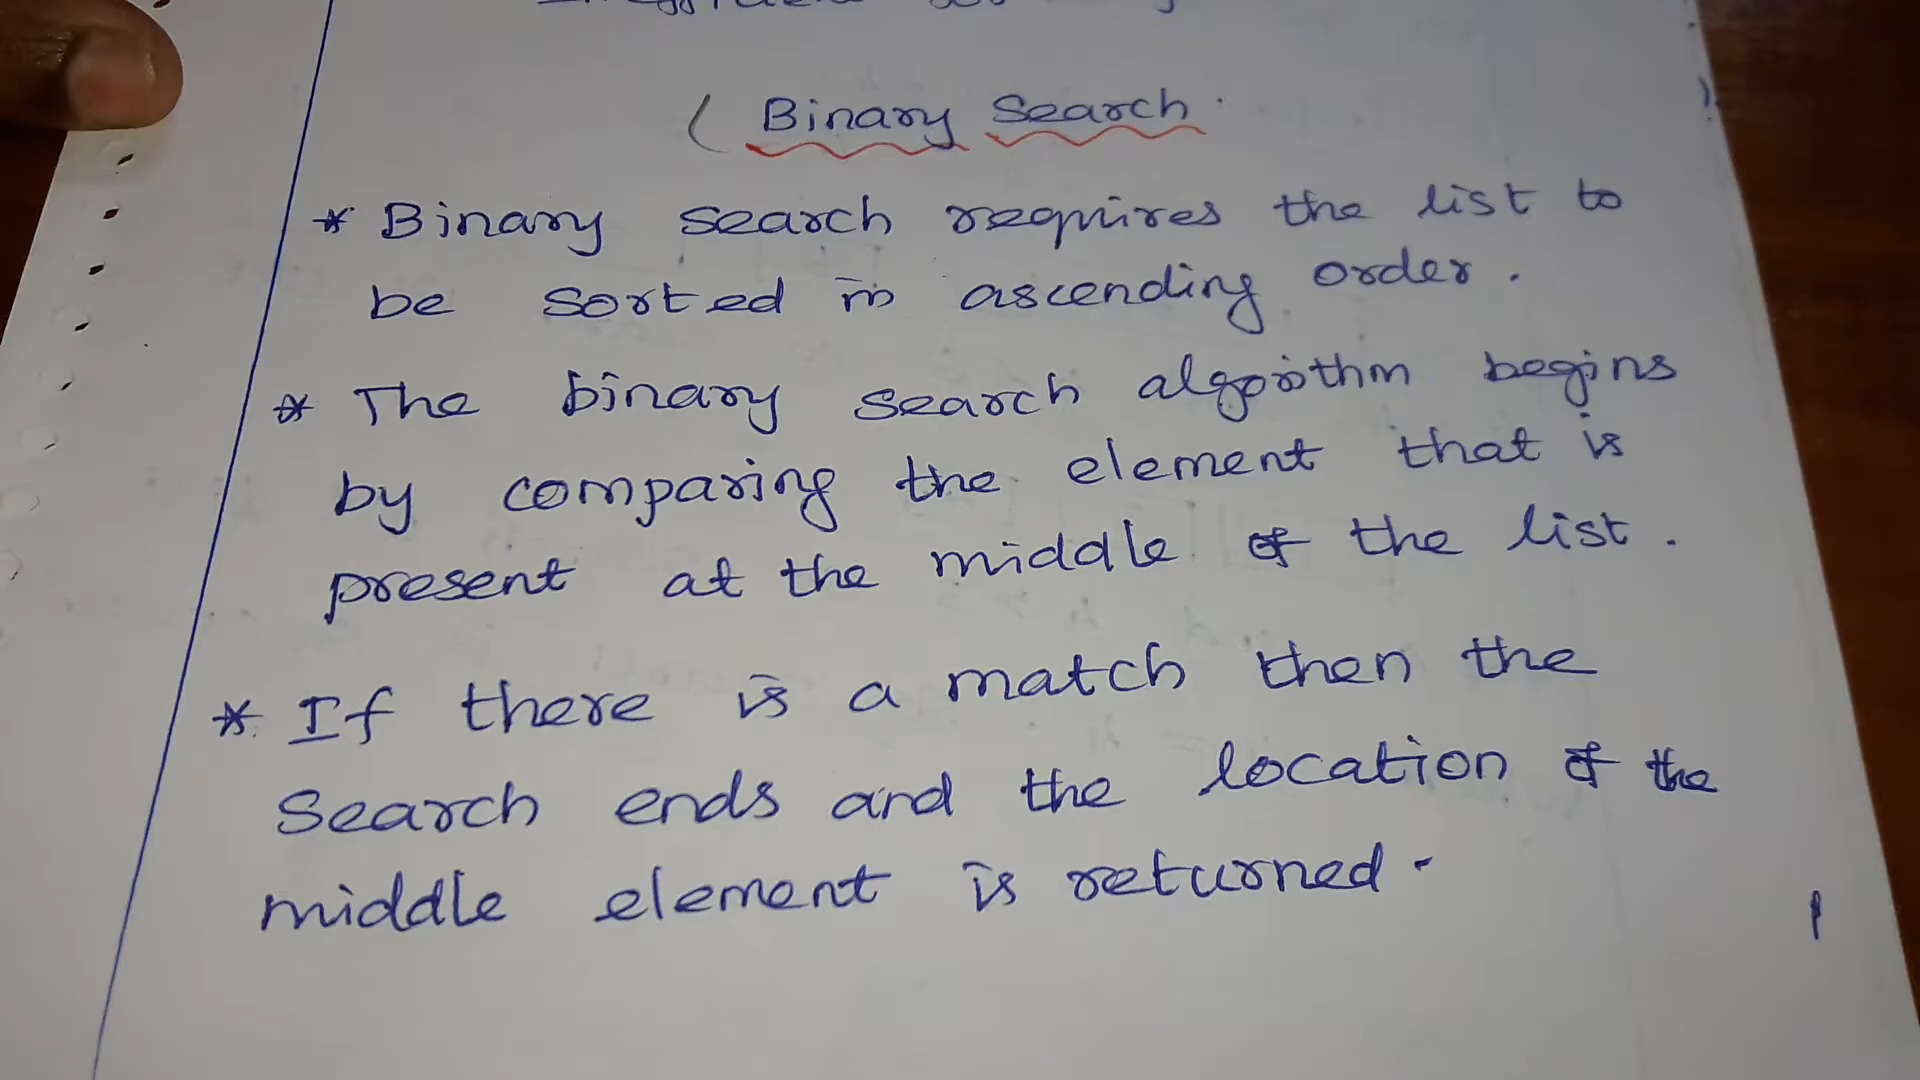 ( Binary Search.
* Binary search requires the list to
be sorted in ascending order.
* The binary search algorithm begins
by comparing the element that is
present at the middle of the list.
* If there is a match then the
Search ends and the location of the
middle element is returned.